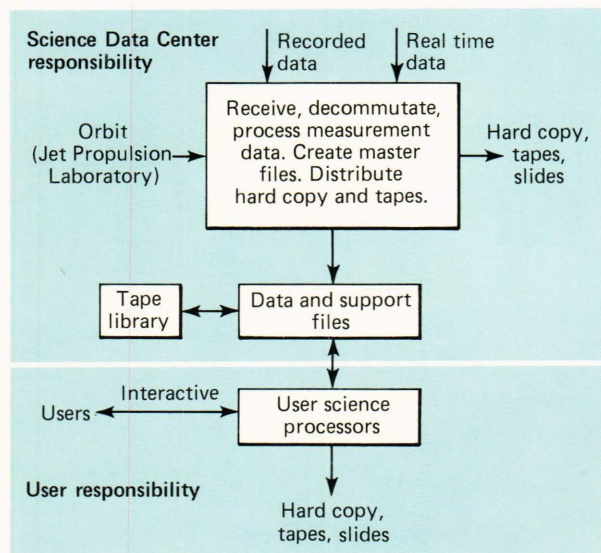 Science Data Center
responsibility
Recorded
data
Real time
data
Orbit
(Jet Propulsion
Laboratory)
Receive, decommutate,
process measurement
data. Create master
files. Distribute
hard copy and tapes.
Hard copy,
tapes,
slides
Tape
library
Data and support
files
Users
Interactive
User science
processors
User responsibility
Hard copy,
tapes, slides